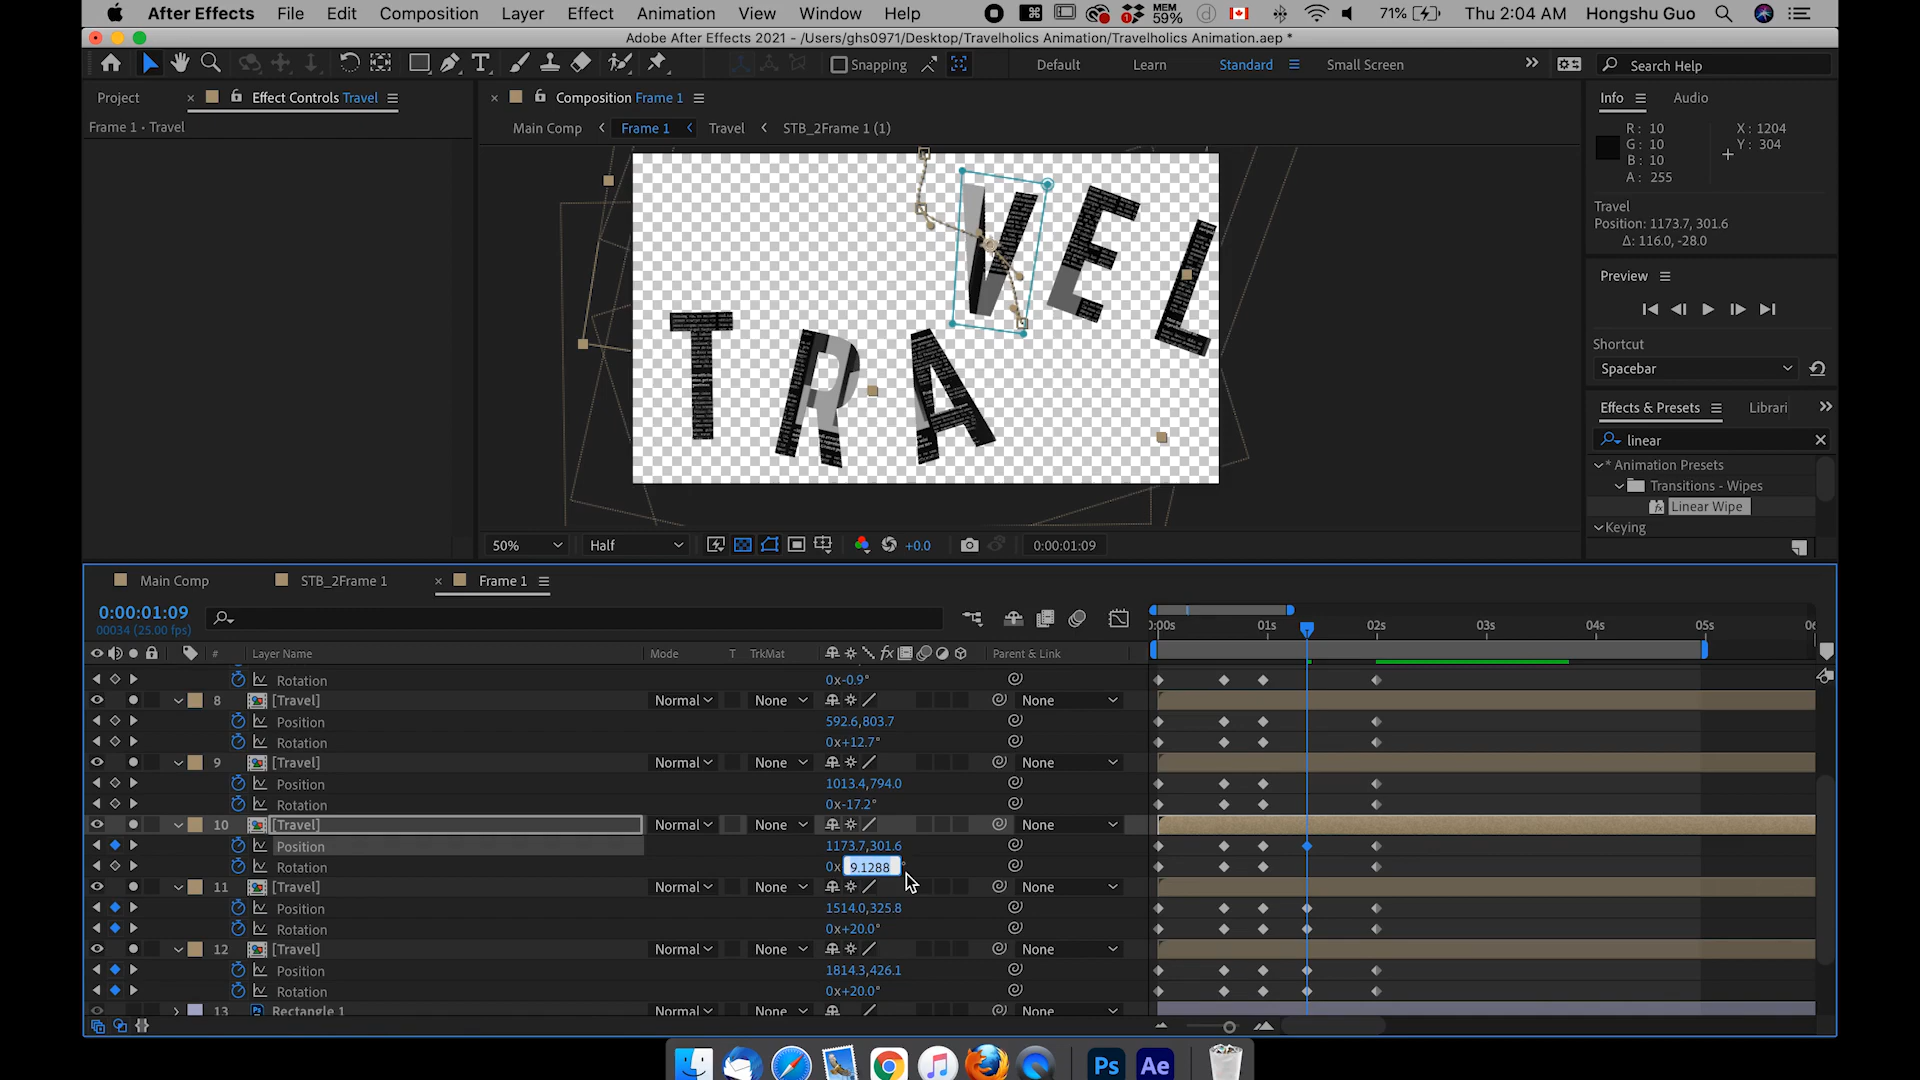 After Effects File Edit Composition Layer Effect Animation View Window Help MEM 59% 71% Thu 2:04 AM Hongshu Guo
Adobe After Effects 2021 - /Users/ghs0971/Desktop/Travelholics Animation/Travelholics Animation.aep *
T Snapping Default Learn Standard Small Screen Search Help
Project Effect Controls Travel Composition Frame 1 Info Audio
Frame 1 • Travel Main Comp Frame 1 Travel STB_2Frame 1 (1)
R : 10 X : 1204
G : 10 Y : 304
B : 10
A : 255
Travel
Position: 1173.7, 301.6
Δ: 116.0, -28.0
TRAVEL
Preview
Shortcut
Spacebar
Effects & Presets Librari
linear
* Animation Presets
Transitions - Wipes
Linear Wipe
Keying
50% Half +0.0 0:00:01:09
Main Comp STB_2Frame 1 Frame 1
0:00:01:09
00034 (25.00 fps)
:00s 01s 02s 03s 04s 05s
# Layer Name Mode T TrkMat fx Parent & Link
Rotation 0x-0.9°
8 [Travel] Normal None None
Position 592.6,803.7
Rotation 0x+12.7°
9 [Travel] Normal None None
Position 1013.4,794.0
Rotation 0x-17.2°
10 [Travel] Normal None None
Position 1173.7,301.6
Rotation 0x 9.1288 °
11 [Travel] Normal None None
Position 1514.0,325.8
Rotation 0x+20.0°
12 [Travel] Normal None None
Position 1814.3,426.1
Rotation 0x+20.0°
13 Rectangle 1 Normal None None
Ps Ae